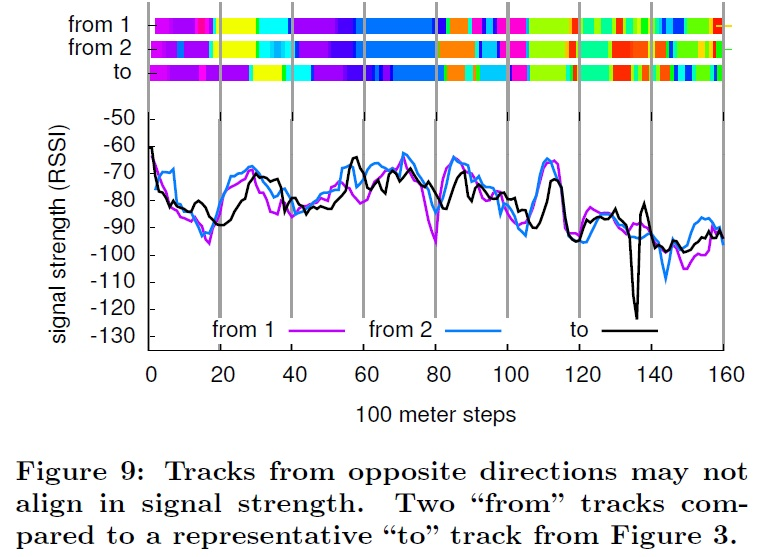 from 1
from 2
to
-50
-60
-70
-80
-90
-100
-110
-120
-130
signal strength (RSSI)
from 1
from 2
to
0 20 40 60 80 100 120 140 160
100 meter steps
Figure 9: Tracks from opposite directions may not
align in signal strength. Two “from” tracks com-
pared to a representative “to” track from Figure 3.